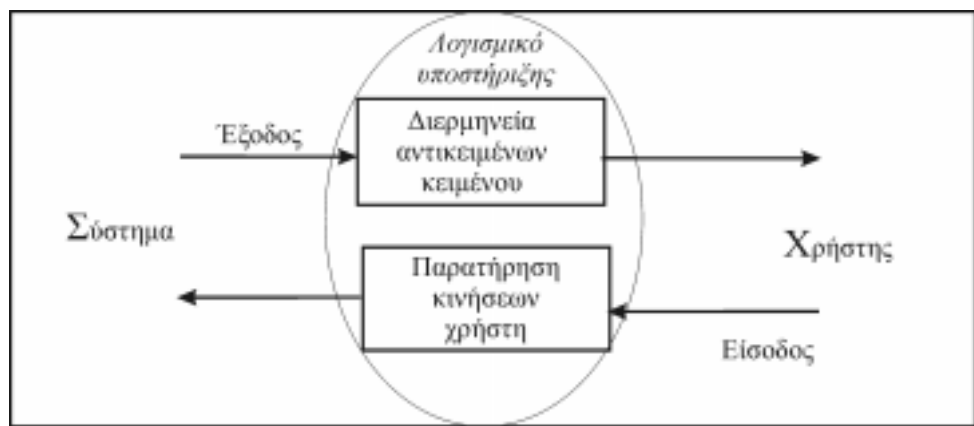 Λογισμικό
υποστήριξης
Έξοδος
Διερμηνεία
αντικειμένων
κειμένου
Σύστημα
Χρήστης
Παρατήρηση
κινήσεων
χρήστη
Είσοδος